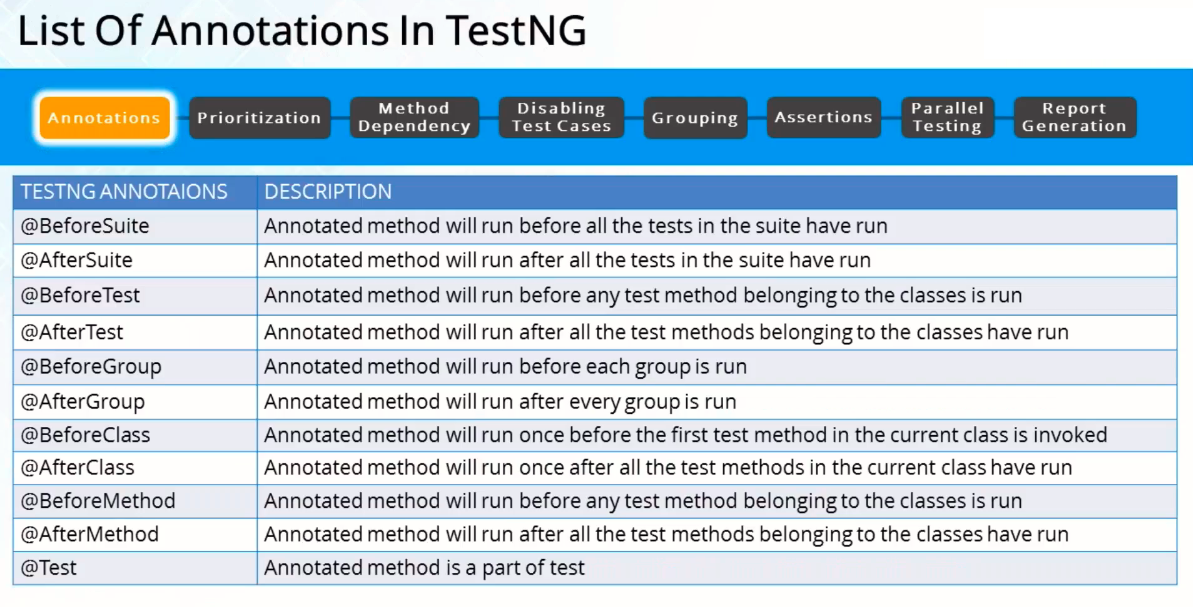 List Of Annotations In TestNG
Annotations
Prioritization
Method
Dependency
Disabling
Test Cases
Grouping
Assertions
Parallel
Testing
Report
Generation
TESTNG ANNOTAIONS DESCRIPTION
@BeforeSuite Annotated method will run before all the tests in the suite have run
@AfterSuite Annotated method will run after all the tests in the suite have run
@BeforeTest Annotated method will run before any test method belonging to the classes is run
@AfterTest Annotated method will run after all the test methods belonging to the classes have run
@BeforeGroup Annotated method will run before each group is run
@AfterGroup Annotated method will run after every group is run
@BeforeClass Annotated method will run once before the first test method in the current class is invoked
@AfterClass Annotated method will run once after all the test methods in the current class have run
@BeforeMethod Annotated method will run before any test method belonging to the classes is run
@AfterMethod Annotated method will run after all the test methods belonging to the classes have run
@Test Annotated method is a part of test